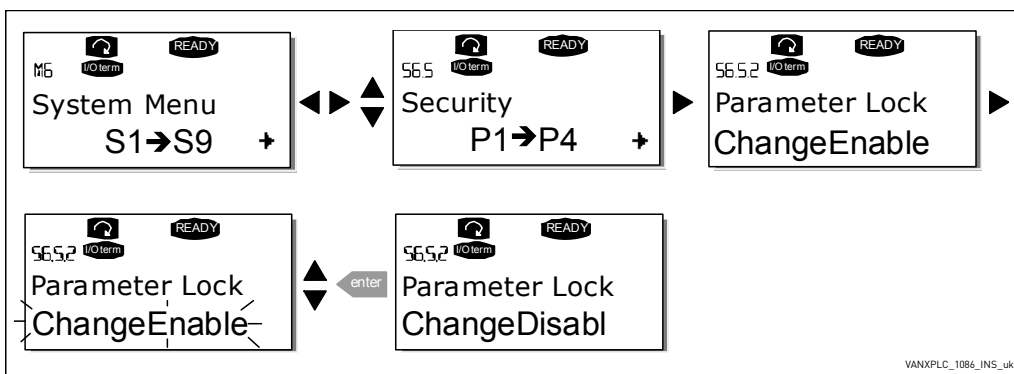 READY
M6 I/O term
System Menu
S1➔S9
READY
S6.5 I/O term
Security
P1➔P4
READY
S6.5.2 I/O term
Parameter Lock
ChangeEnable
READY
S6.5.2 I/O term
Parameter Lock
ChangeEnable
enter
READY
S6.5.2 I/O term
Parameter Lock
ChangeDisabl
VANXPLC_1086_INS_uk